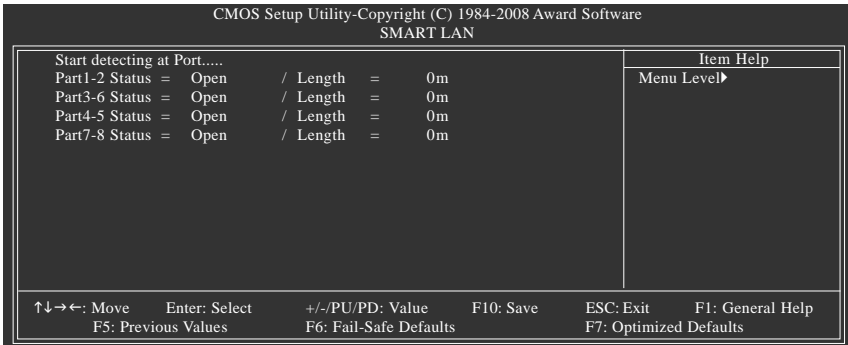 CMOS Setup Utility-Copyright (C) 1984-2008 Award Software
SMART LAN
Start detecting at Port.....
Part1-2 Status = Open / Length = 0m
Part3-6 Status = Open / Length = 0m
Part4-5 Status = Open / Length = 0m
Part7-8 Status = Open / Length = 0m
Item Help
Menu Level▶
↑↓→←: Move Enter: Select +/-/PU/PD: Value F10: Save ESC: Exit F1: General Help
F5: Previous Values F6: Fail-Safe Defaults F7: Optimized Defaults